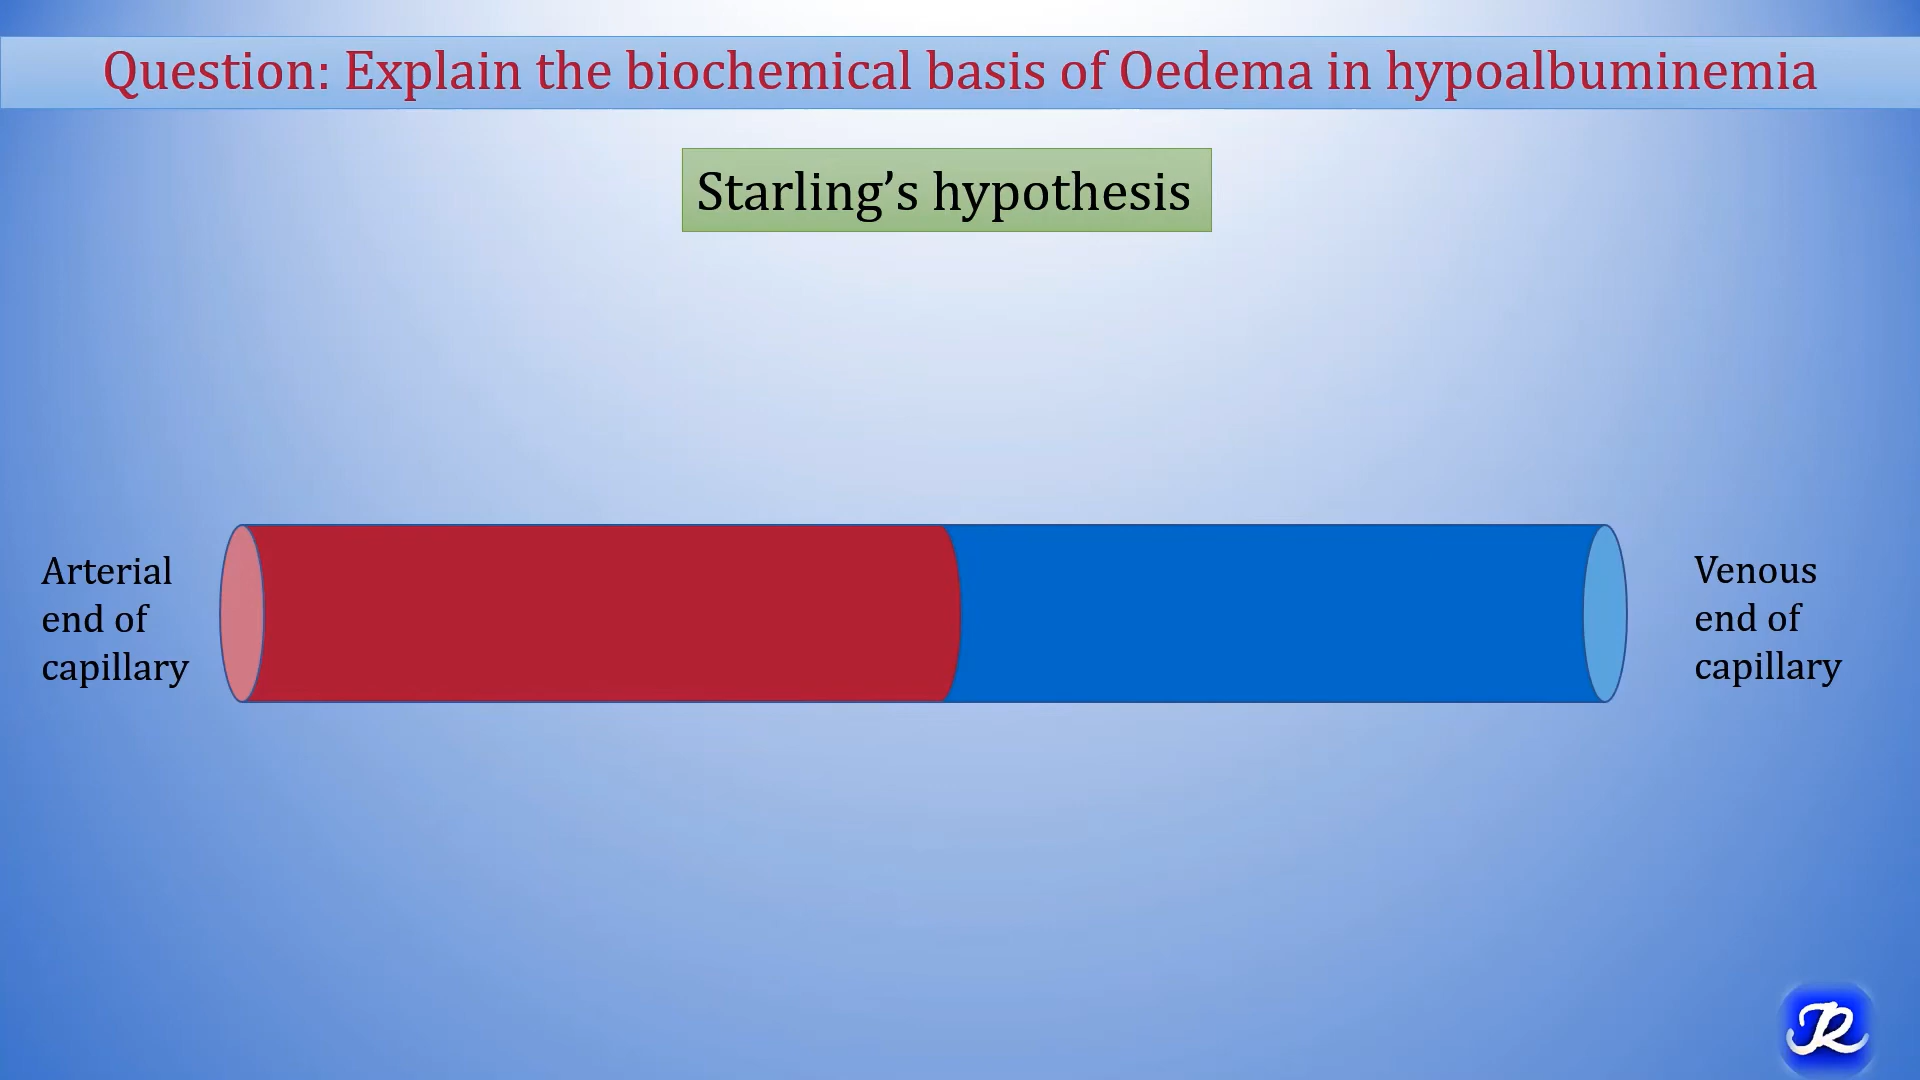 Question: Explain the biochemical basis of Oedema in hypoalbuminemia
Starling’s hypothesis
Arterial
end of
capillary
Venous
end of
capillary
JR